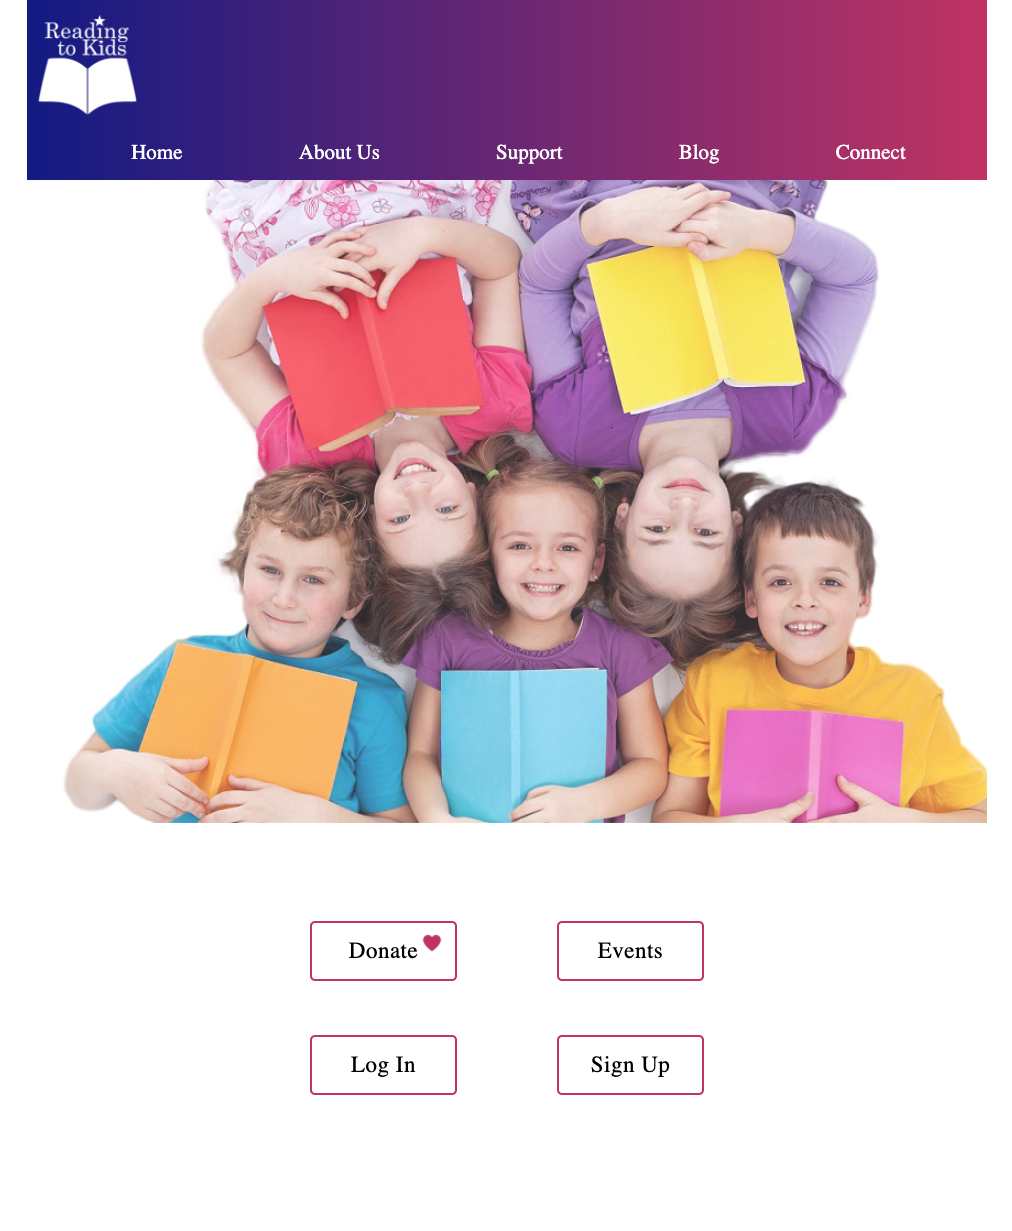 Reading
to Kids
Home About Us Support Blog Connect
Donate Events
Log In Sign Up